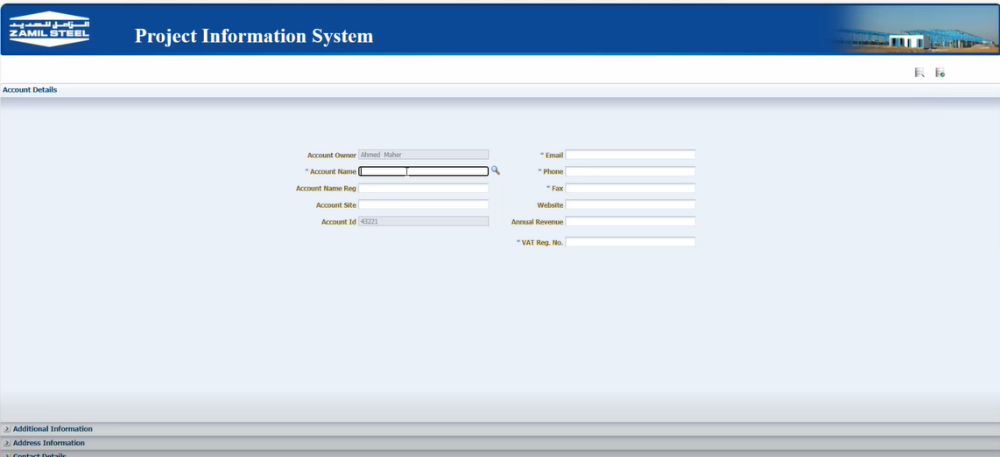 الزامل للحديد
ZAMIL STEEL
Project Information System
Account Details
Account Owner Ahmed Maher
* Account Name
Account Name Reg
Account Site
Account Id 43221
* Email
* Phone
* Fax
Website
Annual Revenue
* VAT Reg. No.
Additional Information
Address Information
Contact Details